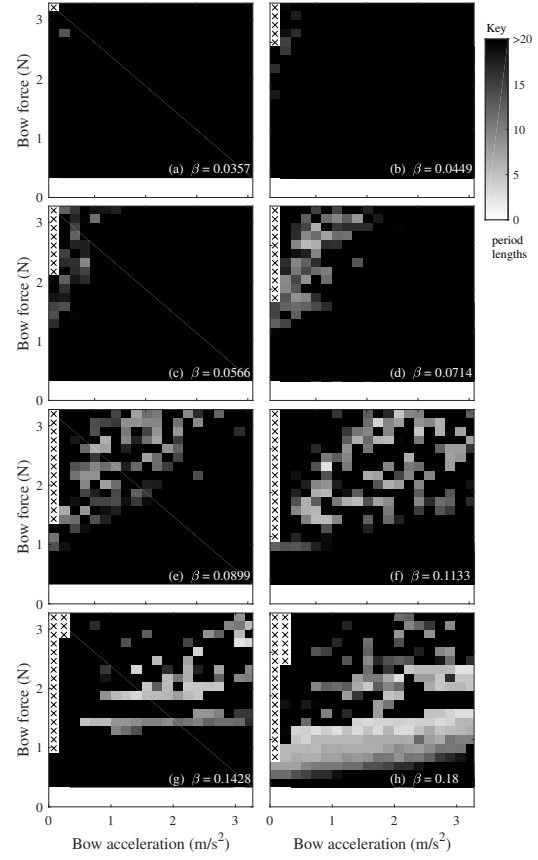 Key
>20
15
10
5
0
period
lengths
Bow force (N)
3
2
1
0
(a) β = 0.0357
(b) β = 0.0449
Bow force (N)
3
2
1
0
(c) β = 0.0566
(d) β = 0.0714
Bow force (N)
3
2
1
0
(e) β = 0.0899
(f) β = 0.1133
Bow force (N)
3
2
1
0
(g) β = 0.1428
(h) β = 0.18
0 1 2 3
0 1 2 3
Bow acceleration (m/s²)
Bow acceleration (m/s²)